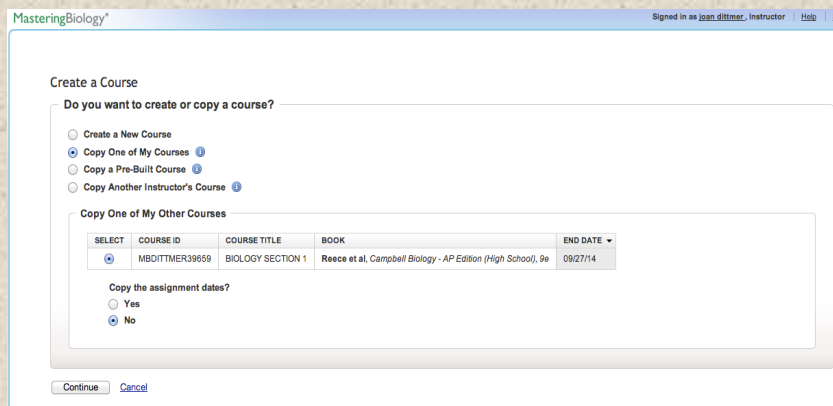 MasteringBiology®
Signed in as joan dittmer, Instructor | Help |
Create a Course
Do you want to create or copy a course?
Create a New Course
Copy One of My Courses
Copy a Pre-Built Course
Copy Another Instructor's Course
Copy One of My Other Courses
SELECT COURSE ID COURSE TITLE BOOK END DATE
MBDITTMER39659 BIOLOGY SECTION 1 Reece et al, Campbell Biology - AP Edition (High School), 9e 09/27/14
Copy the assignment dates?
Yes
No
Continue Cancel